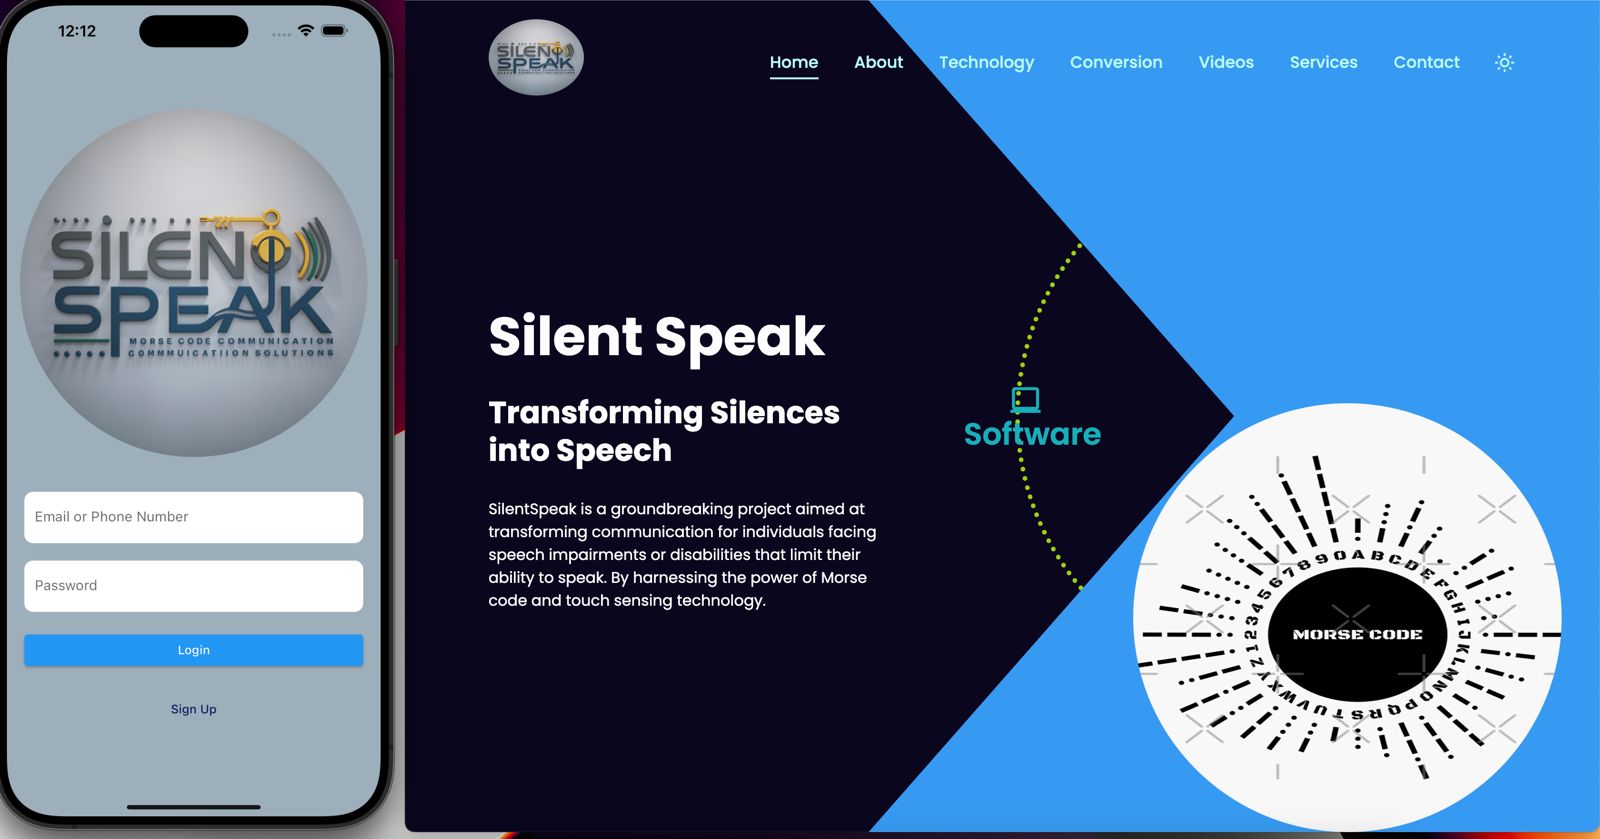 12:12
SILENT
SPEAK
MORSE CODE COMMUNICATION
COMMMUICATIION SOLUTIONS
Email or Phone Number
Password
Login
Sign Up
SILENT
SPEAK
Home
About
Technology
Conversion
Videos
Services
Contact
Silent Speak
Transforming Silences
into Speech
SilentSpeak is a groundbreaking project aimed at
transforming communication for individuals facing
speech impairments or disabilities that limit their
ability to speak. By harnessing the power of Morse
code and touch sensing technology.
Software
1234567890ABCDEFGHIJKLMNOPQRSTUVWXYZ
MORSE CODE